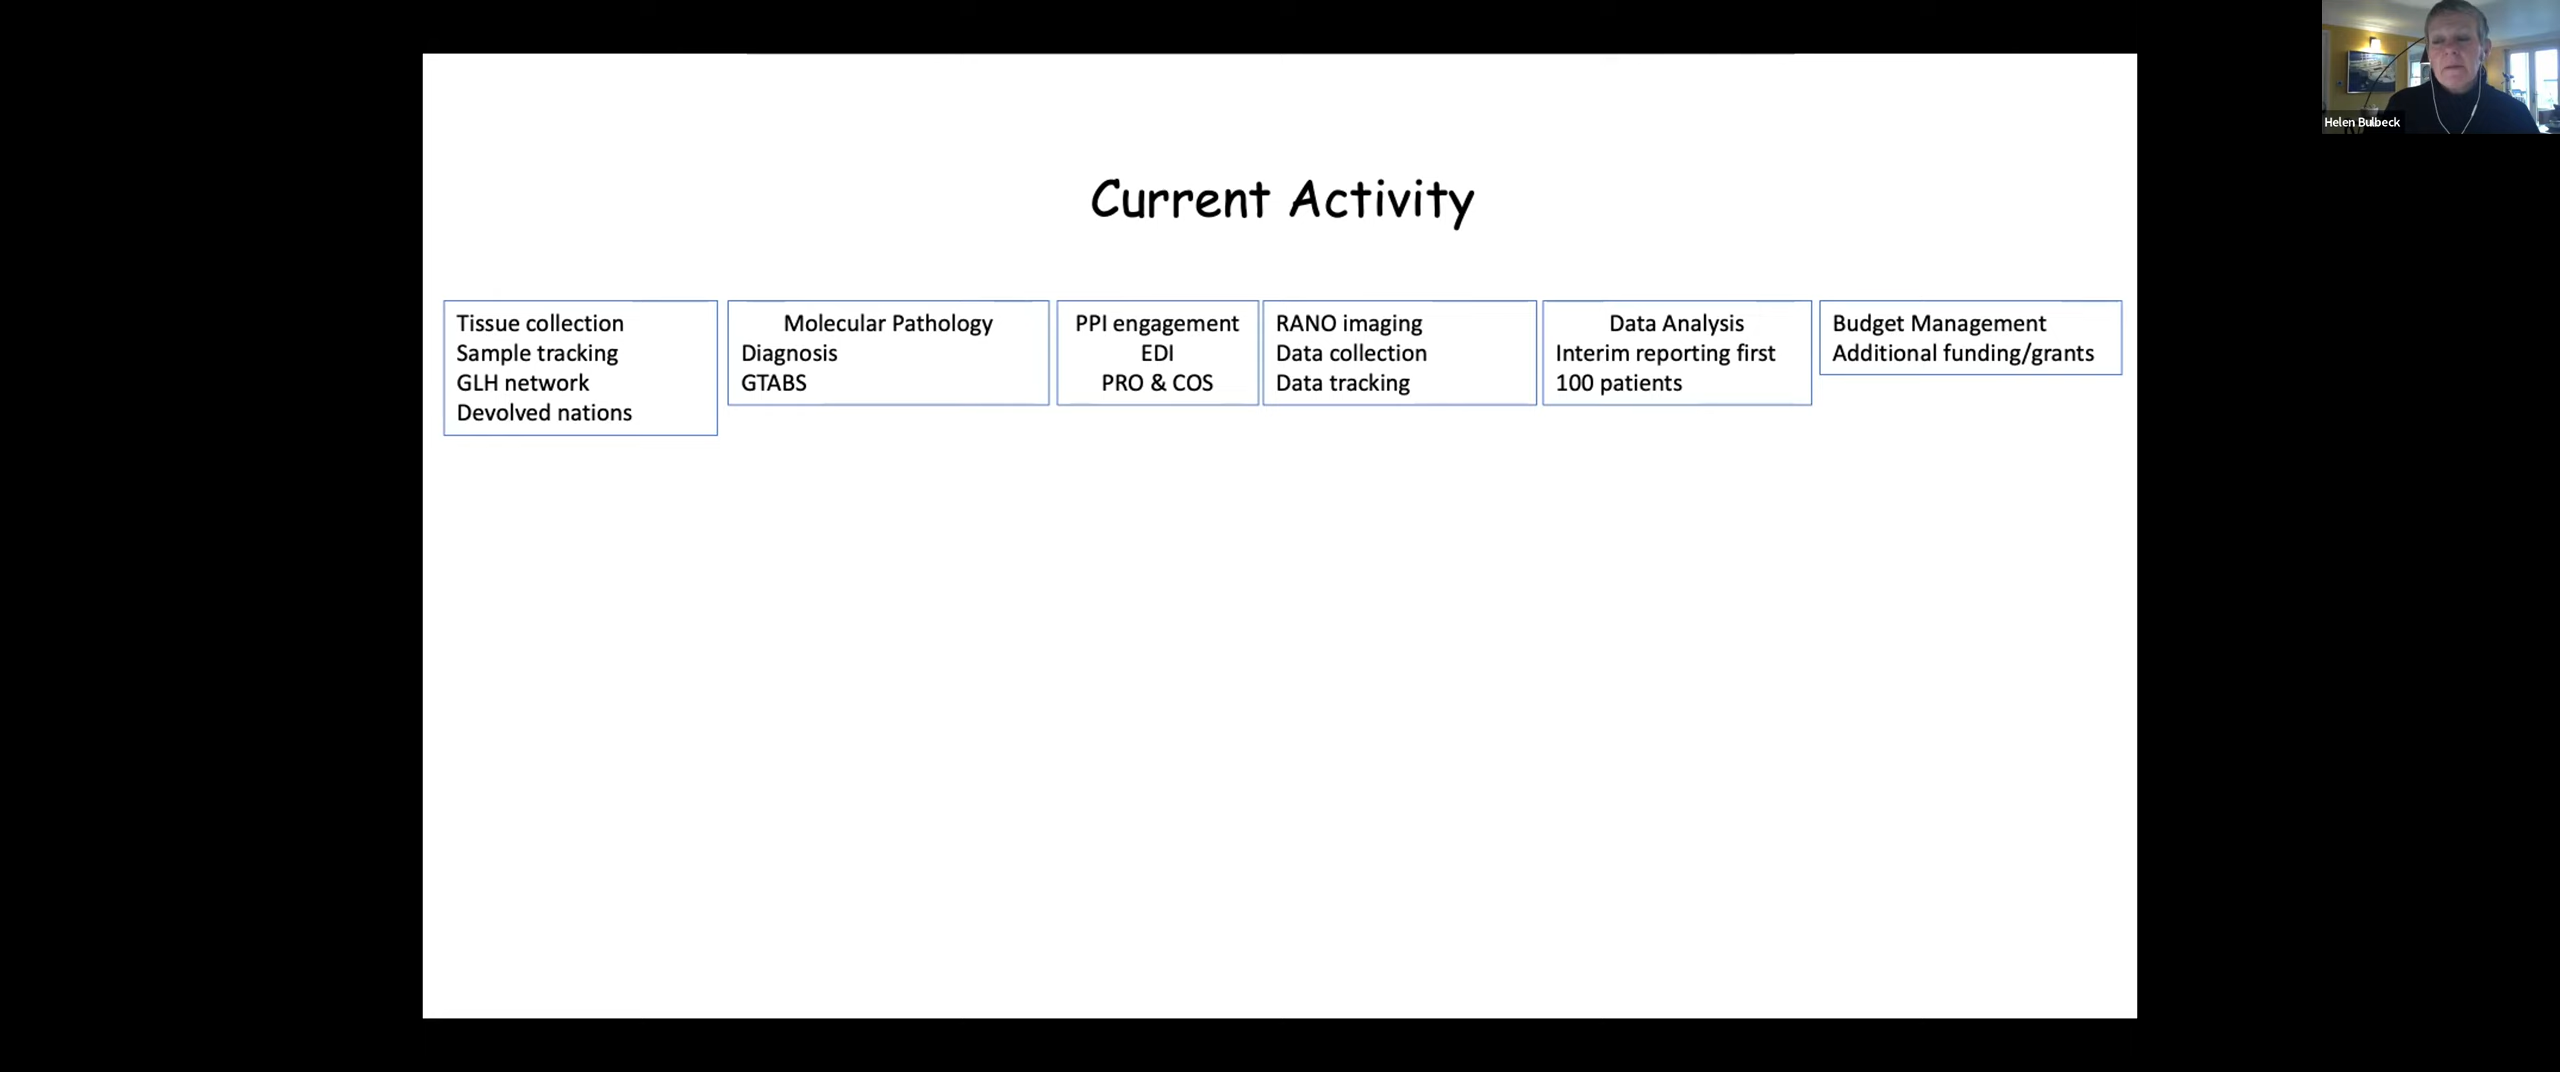 Helen Bulbeck
Current Activity
Tissue collection
Sample tracking
GLH network
Devolved nations
Molecular Pathology
Diagnosis
GTABS
PPI engagement
EDI
PRO & COS
RANO imaging
Data collection
Data tracking
Data Analysis
Interim reporting first
100 patients
Budget Management
Additional funding/grants